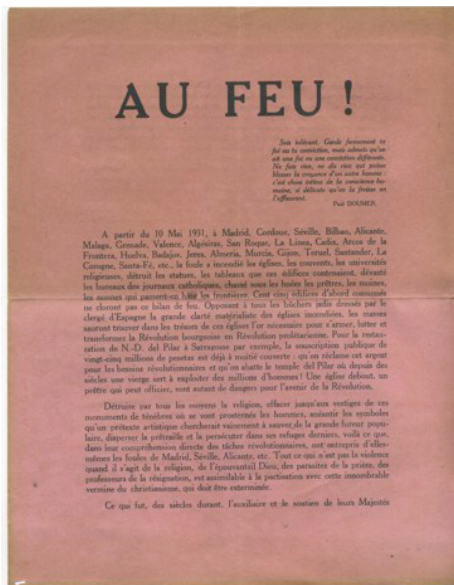 AU FEU !
Sois tolérant. Garde fermement ta
foi ou ta conviction, mais admets qu'on
ait une foi ou une conviction différente.
Ne fais rien, ne dis rien qui puisse
blesser la croyance d'un autre homme :
c'est chose intime de la conscience hu-
maine, si délicate qu'on la froisse en
l'effleurant.
Paul DOUMER.
A partir du 10 Mai 1931, à Madrid, Cordoue, Séville, Bilbao, Alicante,
Malaga, Grenade, Valence, Algésiras, San Roque, La Linea, Cadix, Arcos de la
Frontera, Huelva, Badajoz, Jeres, Almeria, Murcia, Gijon, Teruel, Santander, La
Corogne, Santa-Fé, etc., la foule a incendié les églises, les couvents, les universités
religieuses, détruit les statues, les tableaux que ces édifices contenaient, dévasté
les bureaux des journaux catholiques, chassé sous les huées les prêtres, les moines,
les nonnes qui passent en hâte les frontières. Cent cinq édifices d'abord consumés
ne cloront pas ce bilan de feu. Opposant à tous les bûchers jadis dressés par le
clergé d'Espagne la grande clarté matérialiste des églises incendiées, les masses
sauront trouver dans les trésors de ces églises l'or nécessaire pour s'armer, lutter et
transformer la Révolution bourgeoise en Révolution prolétarienne. Pour la restau-
ration de N.-D. del Pilar à Sarragosse par exemple, la souscription publique de
vingt-cinq millions de pesetas est déjà à moitié couverte : qu'on réclame cet argent
pour les besoins révolutionnaires et qu'on abatte le temple del Pilar où depuis des
siècles une vierge sert à exploiter des millions d'hommes ! Une église debout, un
prêtre qui peut officier, sont autant de dangers pour l'avenir de la Révolution.
Détruire par tous les moyens la religion, effacer jusqu'aux vestiges de ces
monuments de ténèbres où se sont prosternés les hommes, anéantir les symboles
qu'un prétexte artistique chercherait vainement à sauver de la grande fureur popu-
laire, disperser la prêtraille et la persécuter dans ses refuges derniers, voilà ce que,
dans leur compréhension directe des tâches révolutionnaires, ont entrepris d'elles-
mêmes les foules de Madrid, Séville, Alicante, etc. Tout ce qui n'est pas la violence
quand il s'agit de la religion, de l'épouvantail Dieu, des parasites de la prière, des
professeurs de la résignation, est assimilable à la pactisation avec cette innombrable
vermine du christianisme, qui doit être exterminée.
Ce qui fut, des siècles durant, l'auxiliaire et le soutien de leurs Majestés